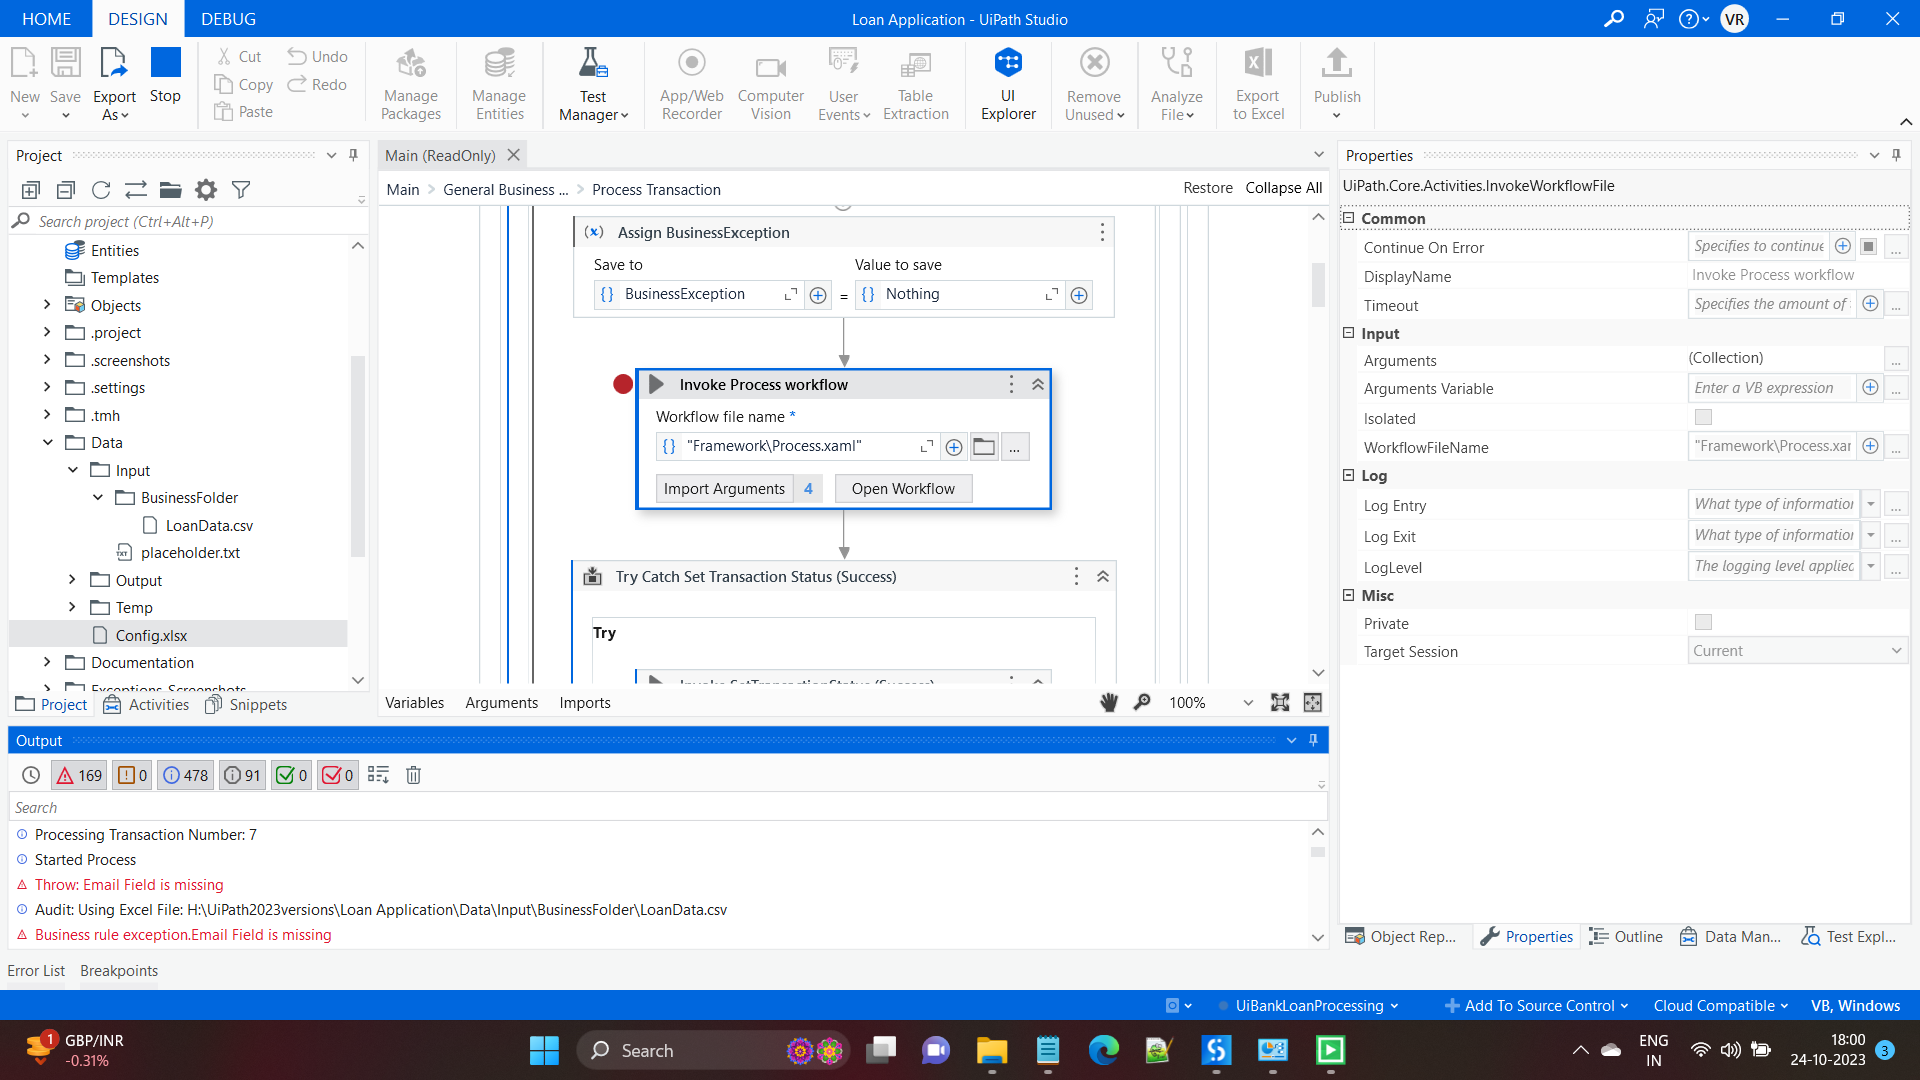 HOME DESIGN DEBUG
Loan Application - UiPath Studio
VR
New Save Export As Stop
Cut Undo
Copy Redo
Paste
Manage Packages
Manage Entities
Test Manager
App/Web Recorder
Computer Vision
User Events
Table Extraction
UI Explorer
Remove Unused
Analyze File
Export to Excel
Publish
Project
Search project (Ctrl+Alt+P)
Entities
Templates
Objects
.project
.screenshots
.settings
.tmh
Data
Input
BusinessFolder
LoanData.csv
placeholder.txt
Output
Temp
Config.xlsx
Documentation
Exceptions_Screenshots
Project Activities Snippets
Main (ReadOnly)
Main > General Business ... > Process Transaction
Restore Collapse All
(x) Assign BusinessException
Save to Value to save
{} BusinessException = {} Nothing
Invoke Process workflow
Workflow file name *
{} "Framework\Process.xaml" ...
Import Arguments 4 Open Workflow
Try Catch Set Transaction Status (Success)
Try
Invoke SetTransactionStatus (Success)
Variables Arguments Imports
100%
Properties
UiPath.Core.Activities.InvokeWorkflowFile
Common
Continue On Error Specifies to continue ...
DisplayName Invoke Process workflow
Timeout Specifies the amount of ...
Input
Arguments (Collection) ...
Arguments Variable Enter a VB expression ...
Isolated
WorkflowFileName "Framework\Process.xar ...
Log
Log Entry What type of information ...
Log Exit What type of information ...
LogLevel The logging level applied ...
Misc
Private
Target Session Current
Object Rep... Properties Outline Data Man... Test Expl...
Output
169 0 478 91 0 0
Search
Processing Transaction Number: 7
Started Process
Throw: Email Field is missing
Audit: Using Excel File: H:\UiPath2023versions\Loan Application\Data\Input\BusinessFolder\LoanData.csv
Business rule exception.Email Field is missing
Error List Breakpoints
UiBankLoanProcessing Add To Source Control Cloud Compatible VB, Windows
1 GBP/INR
-0.31%
Search
ENG
IN
18:00
24-10-2023
3